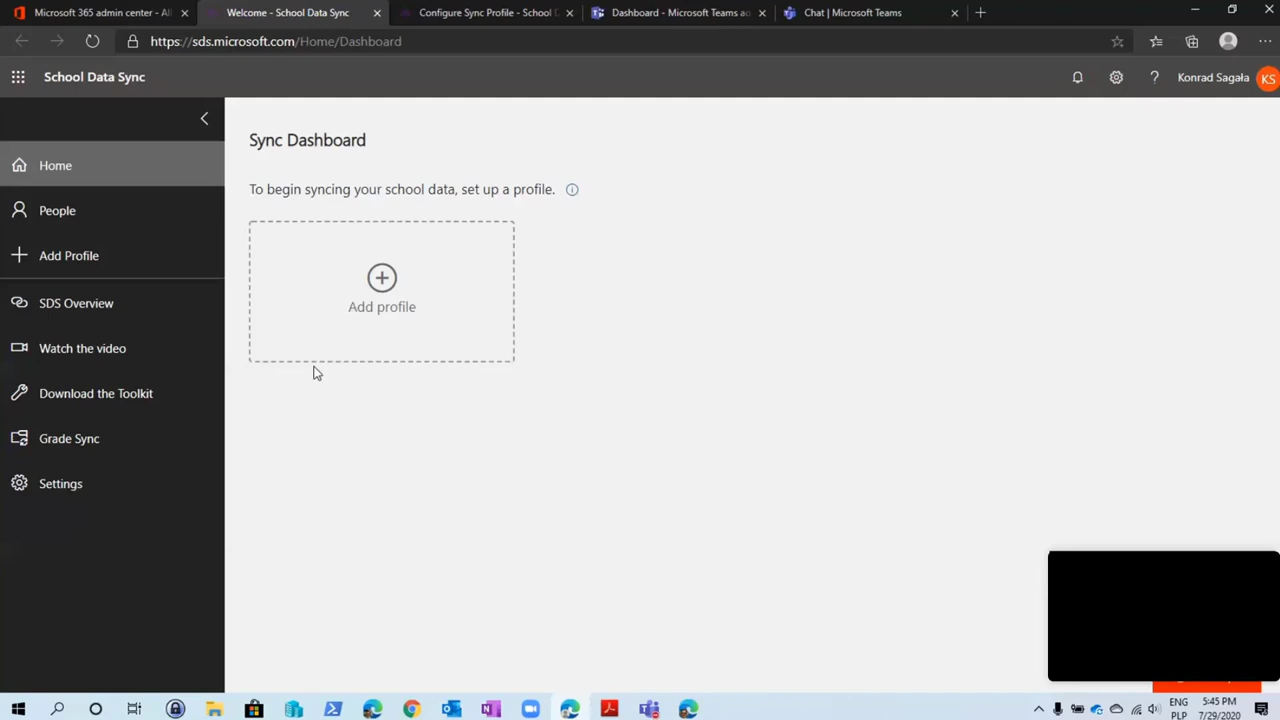 Microsoft 365 admin center - All
Welcome - School Data Sync
Configure Sync Profile - School D
Dashboard - Microsoft Teams ad
Chat | Microsoft Teams
https://sds.microsoft.com/Home/Dashboard
School Data Sync
Konrad Sagała
KS
Home
People
Add Profile
SDS Overview
Watch the video
Download the Toolkit
Grade Sync
Settings
Sync Dashboard
To begin syncing your school data, set up a profile.
Add profile
ENG
PLP
5:45 PM
7/29/2020